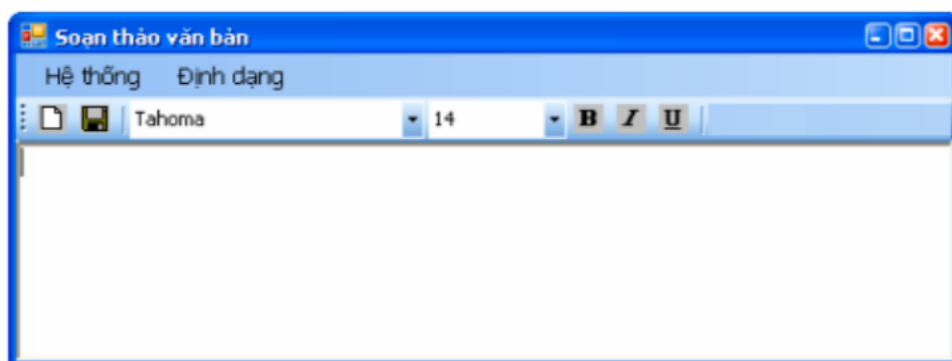 Soạn thảo văn bản
Hệ thống Định dạng
Tahoma 14 B I U